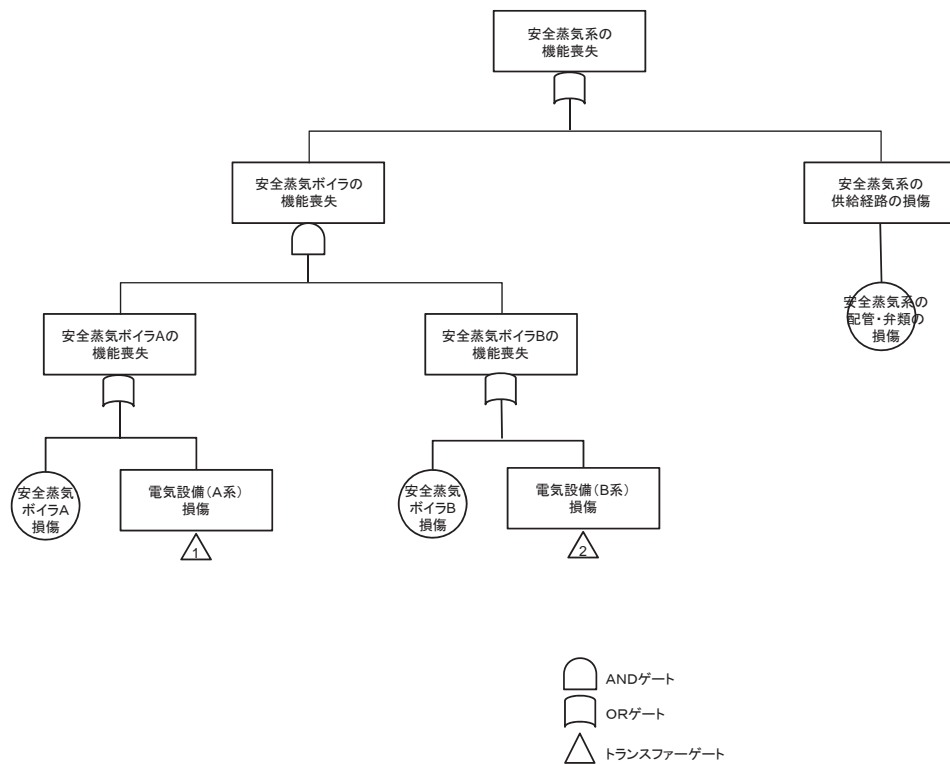 安全蒸気系の
機能喪失
安全蒸気ボイラの
機能喪失
安全蒸気系の
供給経路の損傷
安全蒸気系の
配管・弁類の
損傷
安全蒸気ボイラAの
機能喪失
安全蒸気ボイラBの
機能喪失
安全蒸気
ボイラA
損傷
電気設備(A系)
損傷
1
安全蒸気
ボイラB
損傷
電気設備(B系)
損傷
2
ANDゲート
ORゲート
トランスファーゲート